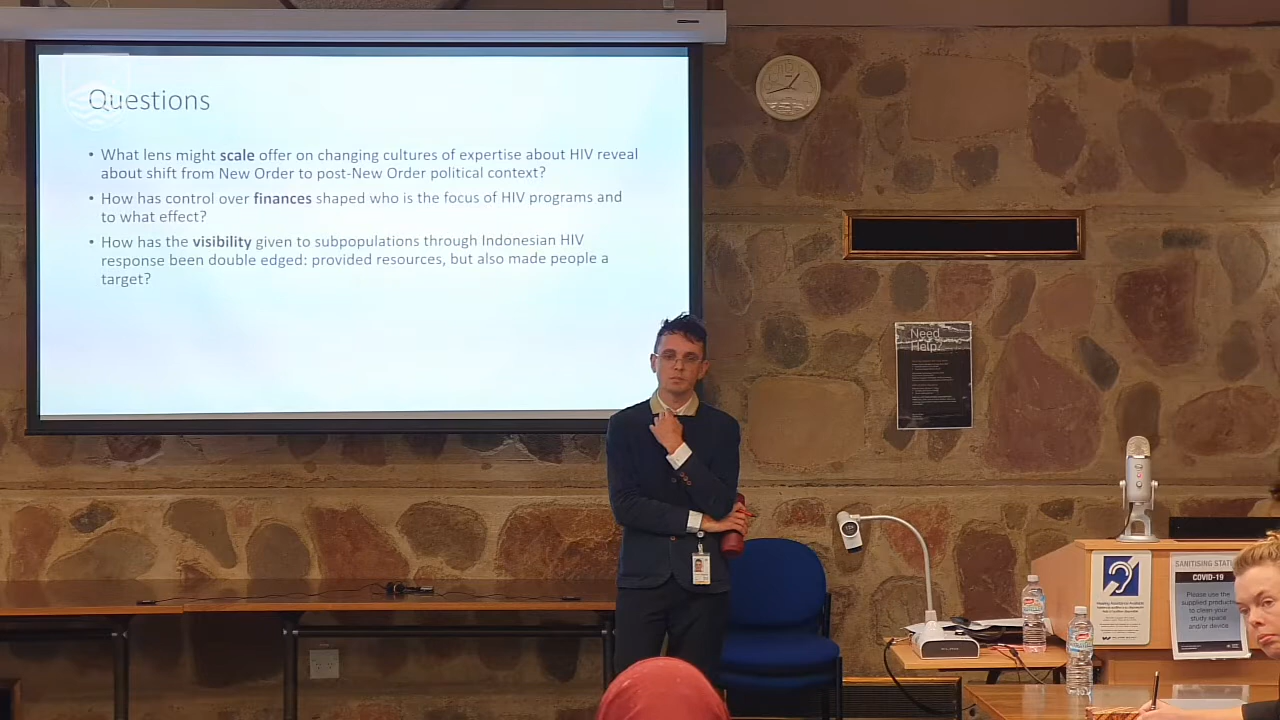 Questions
• What lens might scale offer on changing cultures of expertise about HIV reveal
about shift from New Order to post-New Order political context?
• How has control over finances shaped who is the focus of HIV programs and
to what effect?
• How has the visibility given to subpopulations through Indonesian HIV
response been double edged: provided resources, but also made people a
target?
Need
Help?
SANITISING STATI
COVID-19
Please use the
supplied product
to clean your
study space
and/or device